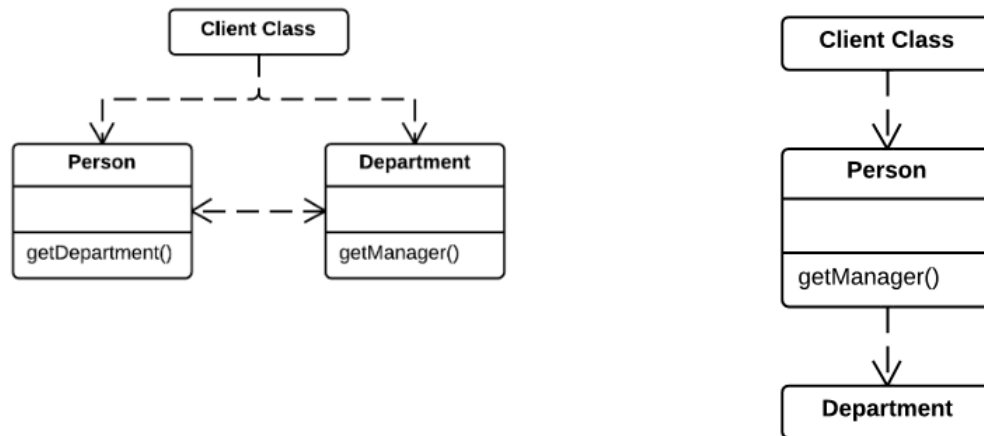 Client Class
Person
Department
getDepartment()
getManager()
Client Class
Person
getManager()
Department